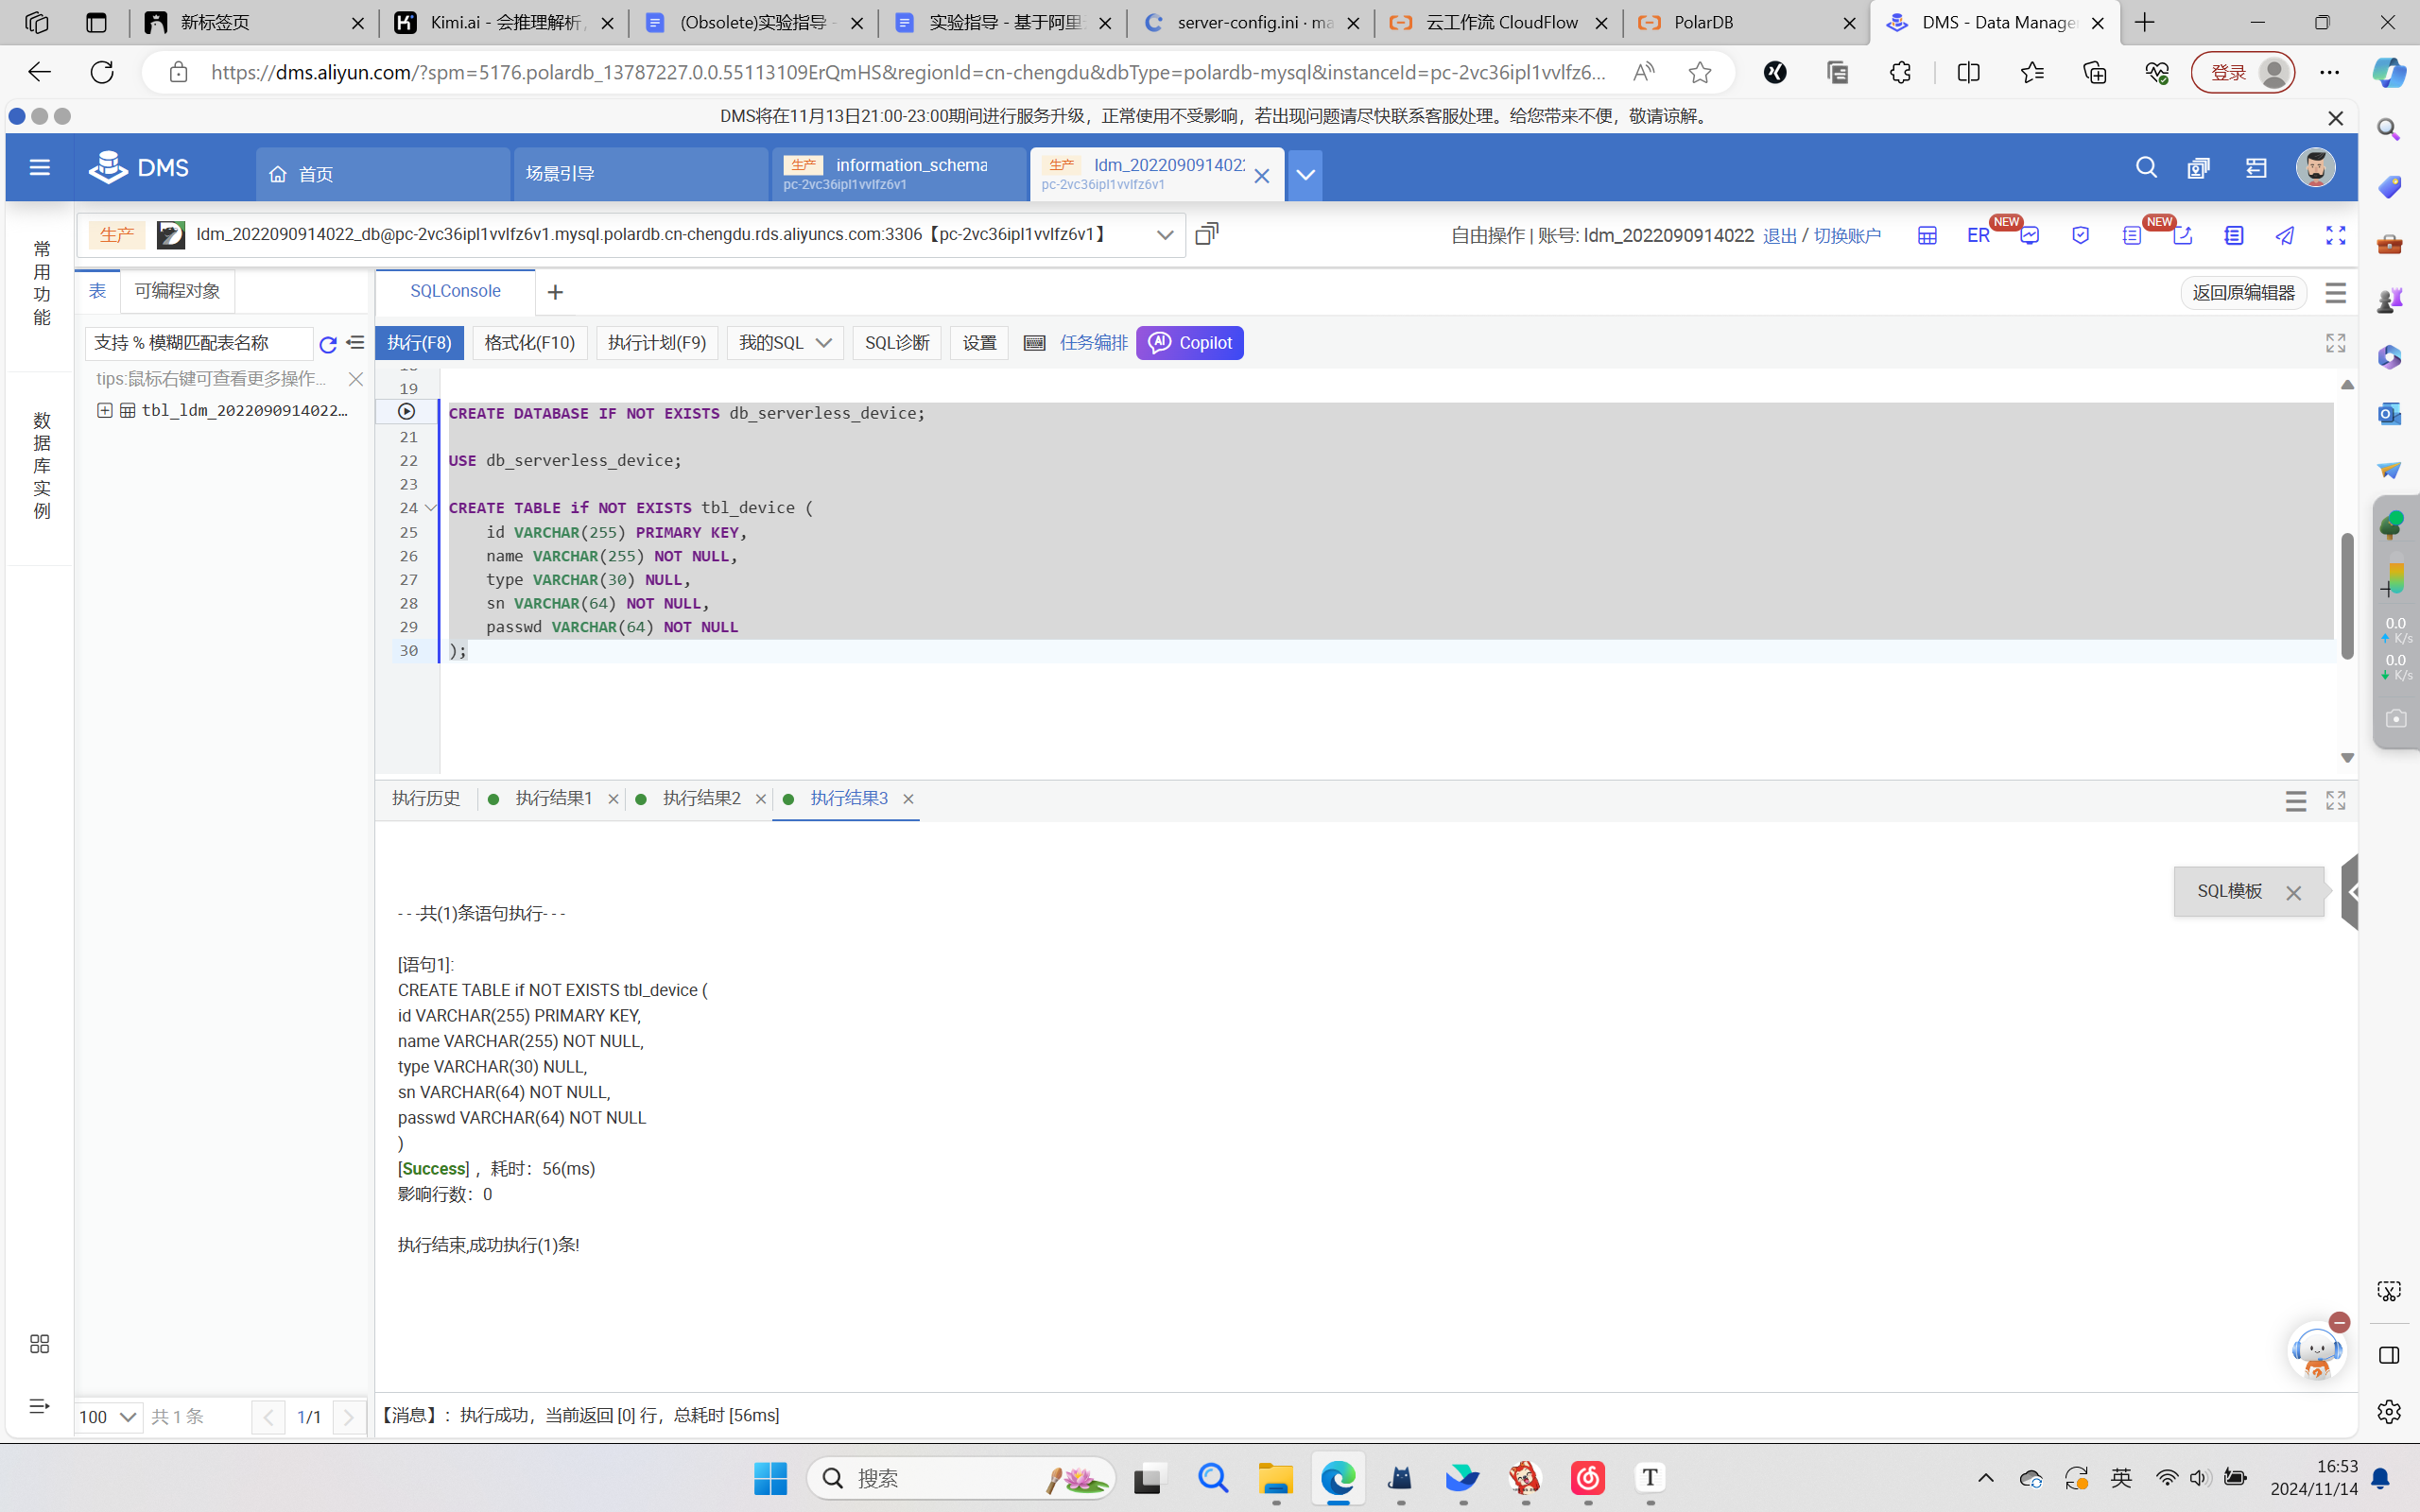 新标签页
Kimi.ai - 会推理解析,
(Obsolete)实验指导 -
实验指导 - 基于阿里
server-config.ini · ma
云工作流 CloudFlow
PolarDB
DMS - Data Manage
https://dms.aliyun.com/?spm=5176.polardb_13787227.0.0.55113109ErQmHS&regionId=cn-chengdu&dbType=polardb-mysql&instanceId=pc-2vc36ipl1vvlfz6...
登录
DMS将在11月13日21:00-23:00期间进行服务升级，正常使用不受影响，若出现问题请尽快联系客服处理。给您带来不便，敬请谅解。
DMS
首页
场景引导
生产 information_schema
pc-2vc36ipl1vvlfz6v1
生产 ldm_2022090914022
pc-2vc36ipl1vvlfz6v1
常用功能
数据库实例
生产 ldm_2022090914022_db@pc-2vc36ipl1vvlfz6v1.mysql.polardb.cn-chengdu.rds.aliyuncs.com:3306【pc-2vc36ipl1vvlfz6v1】
自由操作 | 账号: ldm_2022090914022 退出 / 切换账户
ER NEW NEW
表 可编程对象
支持 % 模糊匹配表名称
tips:鼠标右键可查看更多操作...
tbl_ldm_2022090914022…
SQLConsole
返回原编辑器
执行(F8) 格式化(F10) 执行计划(F9) 我的SQL SQL诊断 设置 任务编排 AI Copilot
19
CREATE DATABASE IF NOT EXISTS db_serverless_device;
21
22 USE db_serverless_device;
23
24 CREATE TABLE if NOT EXISTS tbl_device (
25 id VARCHAR(255) PRIMARY KEY,
26 name VARCHAR(255) NOT NULL,
27 type VARCHAR(30) NULL,
28 sn VARCHAR(64) NOT NULL,
29 passwd VARCHAR(64) NOT NULL
30 );
执行历史 执行结果1 执行结果2 执行结果3
- - -共(1)条语句执行- - -
[语句1]:
CREATE TABLE if NOT EXISTS tbl_device (
id VARCHAR(255) PRIMARY KEY,
name VARCHAR(255) NOT NULL,
type VARCHAR(30) NULL,
sn VARCHAR(64) NOT NULL,
passwd VARCHAR(64) NOT NULL
)
[Success] ，耗时：56(ms)
影响行数：0
执行结束,成功执行(1)条!
SQL模板
0.0
K/s
0.0
K/s
100 共 1 条 1/1
【消息】：执行成功，当前返回 [0] 行，总耗时 [56ms]
搜索
T
英
16:53
2024/11/14